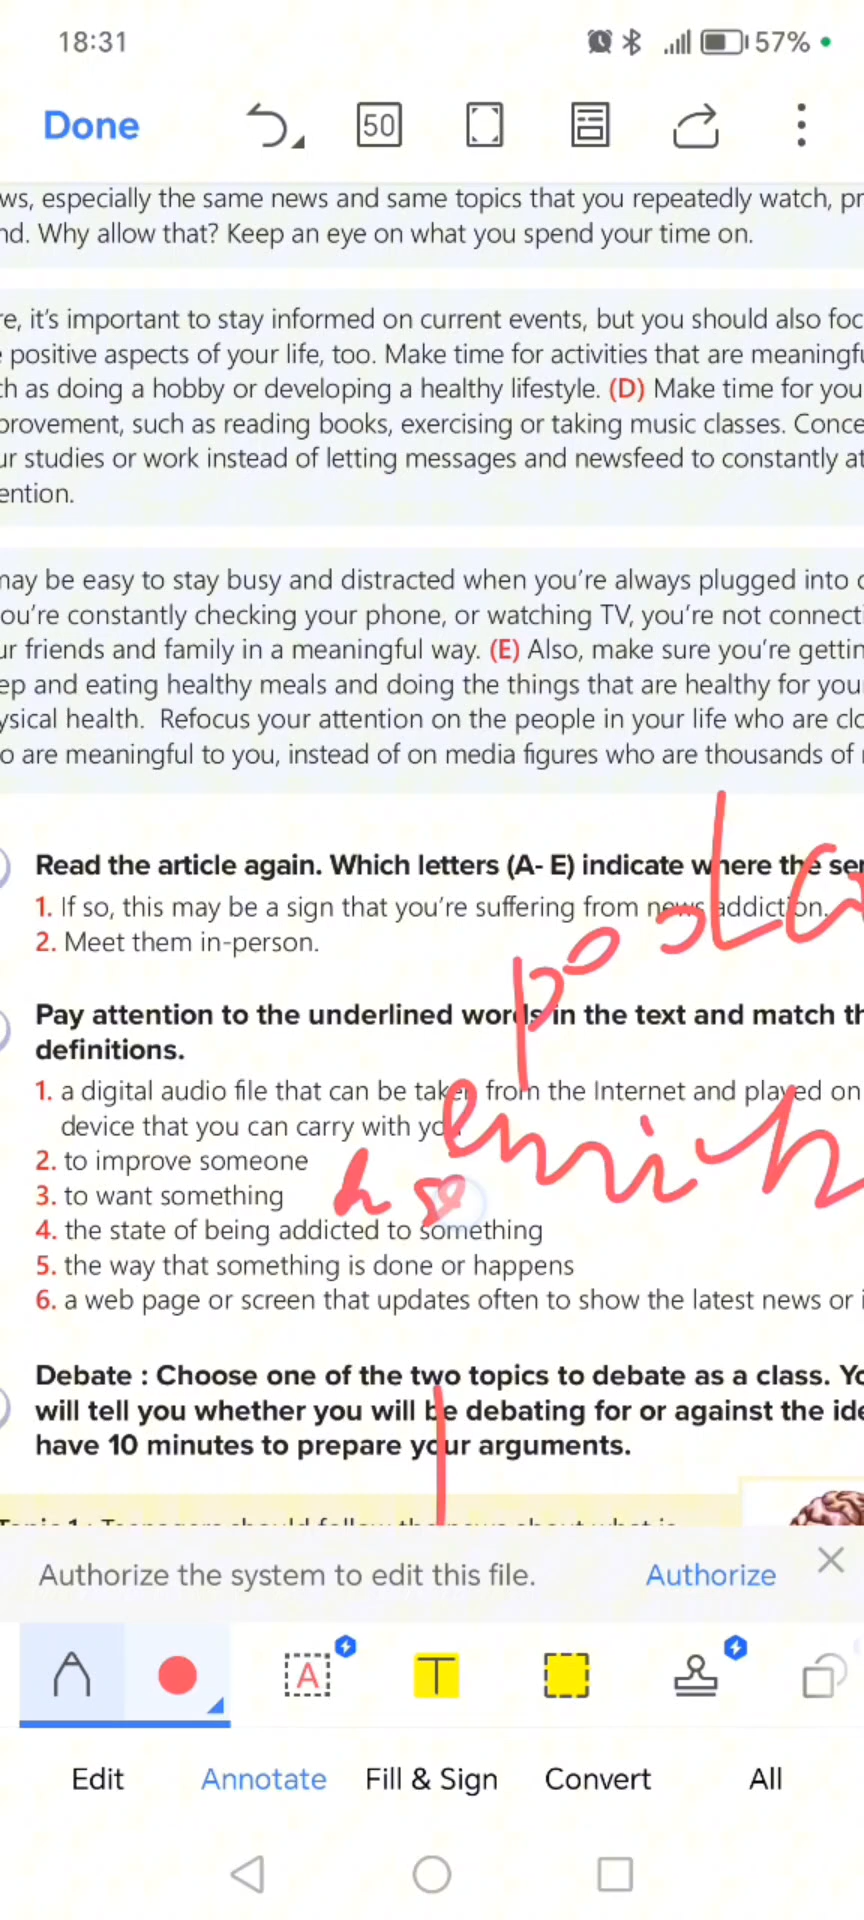 18:31
57%
Done
50
ws, especially the same news and same topics that you repeatedly watch, pr
nd. Why allow that? Keep an eye on what you spend your time on.
re, it's important to stay informed on current events, but you should also foc
positive aspects of your life, too. Make time for activities that are meaningfu
ch as doing a hobby or developing a healthy lifestyle. (D) Make time for you
provement, such as reading books, exercising or taking music classes. Conce
ur studies or work instead of letting messages and newsfeed to constantly at
ention.
may be easy to stay busy and distracted when you're always plugged into
ou're constantly checking your phone, or watching TV, you're not connecti
ur friends and family in a meaningful way. (E) Also, make sure you're gettin
ep and eating healthy meals and doing the things that are healthy for your
ysical health. Refocus your attention on the people in your life who are clo
o are meaningful to you, instead of on media figures who are thousands of
Read the article again. Which letters (A- E) indicate where the sen
1. If so, this may be a sign that you're suffering from news addiction.
2. Meet them in-person.
Pay attention to the underlined words in the text and match th
definitions.
1. a digital audio file that can be taken from the Internet and played on
device that you can carry with you
2. to improve someone
enrich
3. to want something
4. the state of being addicted to something
5. the way that something is done or happens
6. a web page or screen that updates often to show the latest news or i
Debate : Choose one of the two topics to debate as a class. Yo
will tell you whether you will be debating for or against the ide
have 10 minutes to prepare your arguments.
Authorize the system to edit this file.
Authorize
A
T
Edit
Annotate
Fill & Sign
Convert
All